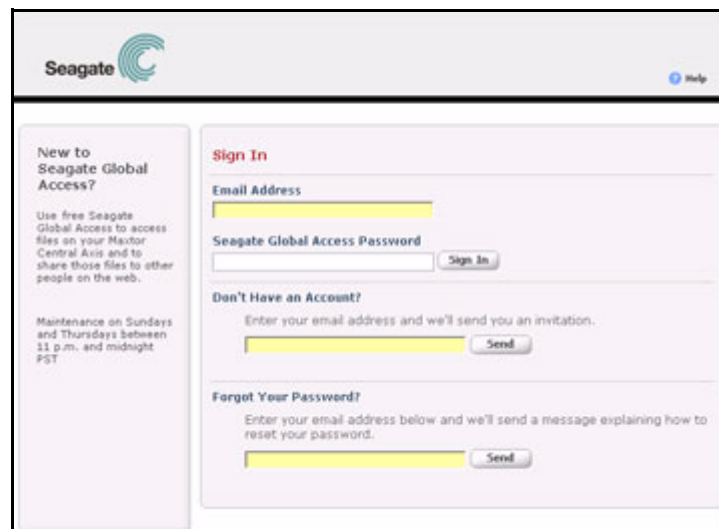 Seagate
Help
New to
Seagate Global
Access?
Use free Seagate
Global Access to access
files on your Maxtor
Central Axis and to
share those files to other
people on the web.
Maintenance on Sundays
and Thursdays between
11 p.m. and midnight
PST
Sign In
Email Address
Seagate Global Access Password
Sign In
Don't Have an Account?
Enter your email address and we'll send you an invitation.
Send
Forgot Your Password?
Enter your email address below and we'll send a message explaining how to
reset your password.
Send